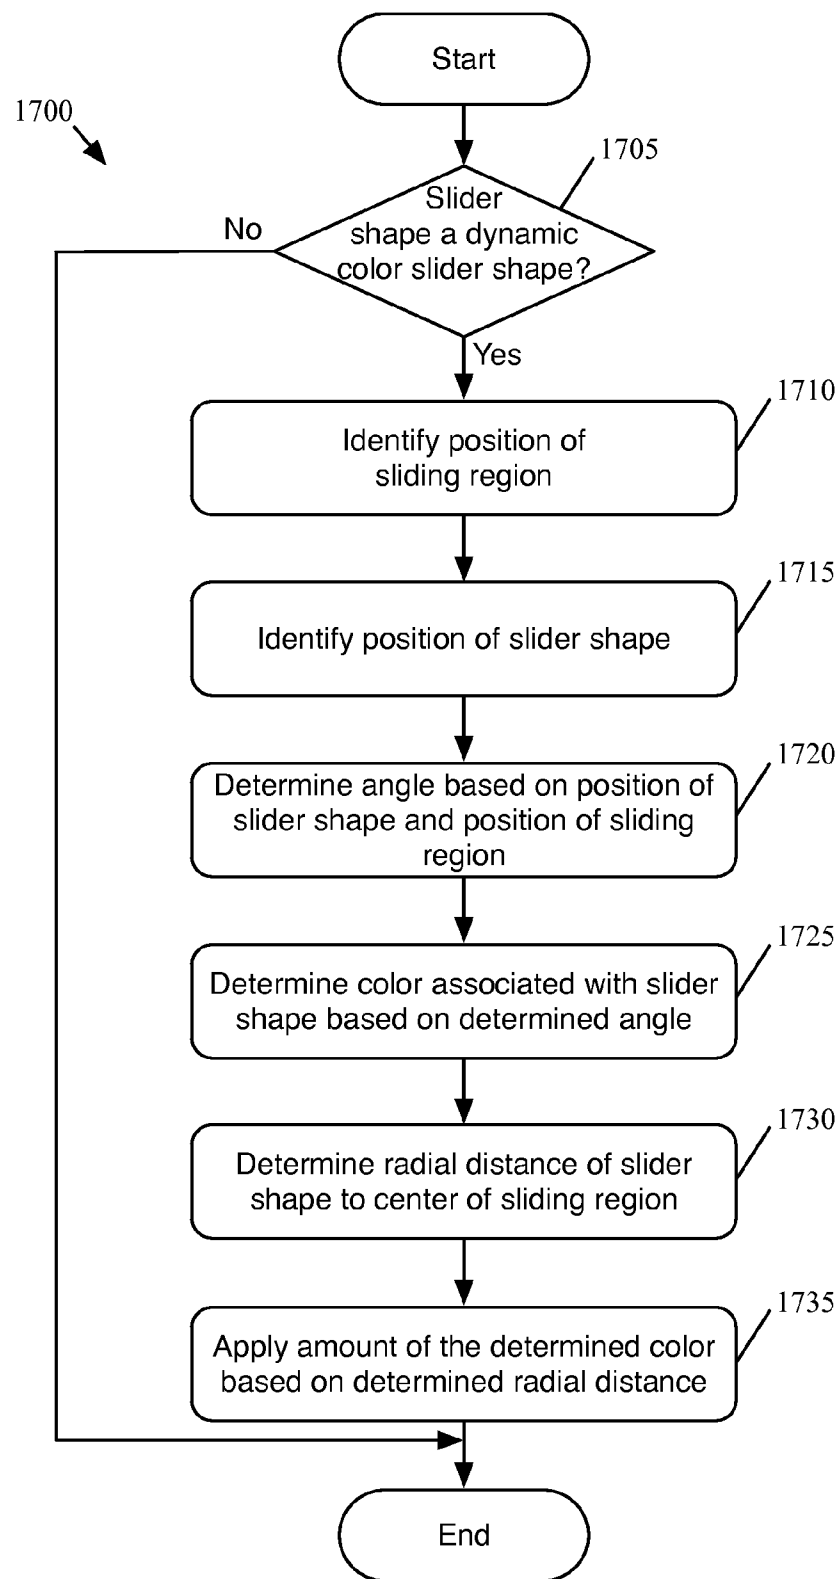 Start
1700
1705
Slider
shape a dynamic
color slider shape?
No
Yes
1710
Identify position of
sliding region
1715
Identify position of slider shape
1720
Determine angle based on position of
slider shape and position of sliding
region
1725
Determine color associated with slider
shape based on determined angle
1730
Determine radial distance of slider
shape to center of sliding region
1735
Apply amount of the determined color
based on determined radial distance
End